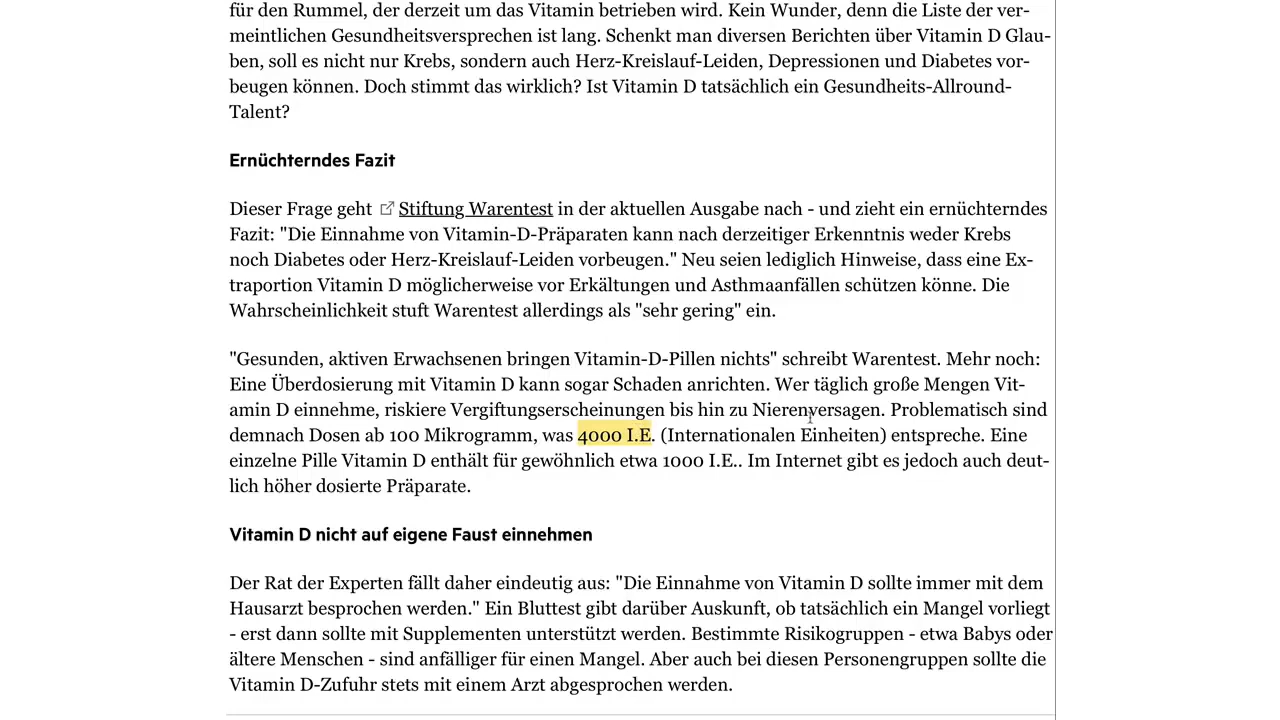 für den Rummel, der derzeit um das Vitamin betrieben wird. Kein Wunder, denn die Liste der ver-
meintlichen Gesundheitsversprechen ist lang. Schenkt man diversen Berichten über Vitamin D Glau-
ben, soll es nicht nur Krebs, sondern auch Herz-Kreislauf-Leiden, Depressionen und Diabetes vor-
beugen können. Doch stimmt das wirklich? Ist Vitamin D tatsächlich ein Gesundheits-Allround-
Talent?
Ernüchterndes Fazit
Dieser Frage geht Stiftung Warentest in der aktuellen Ausgabe nach - und zieht ein ernüchterndes
Fazit: "Die Einnahme von Vitamin-D-Präparaten kann nach derzeitiger Erkenntnis weder Krebs
noch Diabetes oder Herz-Kreislauf-Leiden vorbeugen." Neu seien lediglich Hinweise, dass eine Ex-
traportion Vitamin D möglicherweise vor Erkältungen und Asthmaanfällen schützen könne. Die
Wahrscheinlichkeit stuft Warentest allerdings als "sehr gering" ein.
"Gesunden, aktiven Erwachsenen bringen Vitamin-D-Pillen nichts" schreibt Warentest. Mehr noch:
Eine Überdosierung mit Vitamin D kann sogar Schaden anrichten. Wer täglich große Mengen Vit-
amin D einnehme, riskiere Vergiftungserscheinungen bis hin zu Nierenversagen. Problematisch sind
demnach Dosen ab 100 Mikrogramm, was 4000 I.E. (Internationalen Einheiten) entspreche. Eine
einzelne Pille Vitamin D enthält für gewöhnlich etwa 1000 I.E.. Im Internet gibt es jedoch auch deut-
lich höher dosierte Präparate.
Vitamin D nicht auf eigene Faust einnehmen
Der Rat der Experten fällt daher eindeutig aus: "Die Einnahme von Vitamin D sollte immer mit dem
Hausarzt besprochen werden." Ein Bluttest gibt darüber Auskunft, ob tatsächlich ein Mangel vorliegt
- erst dann sollte mit Supplementen unterstützt werden. Bestimmte Risikogruppen - etwa Babys oder
ältere Menschen - sind anfälliger für einen Mangel. Aber auch bei diesen Personengruppen sollte die
Vitamin D-Zufuhr stets mit einem Arzt abgesprochen werden.